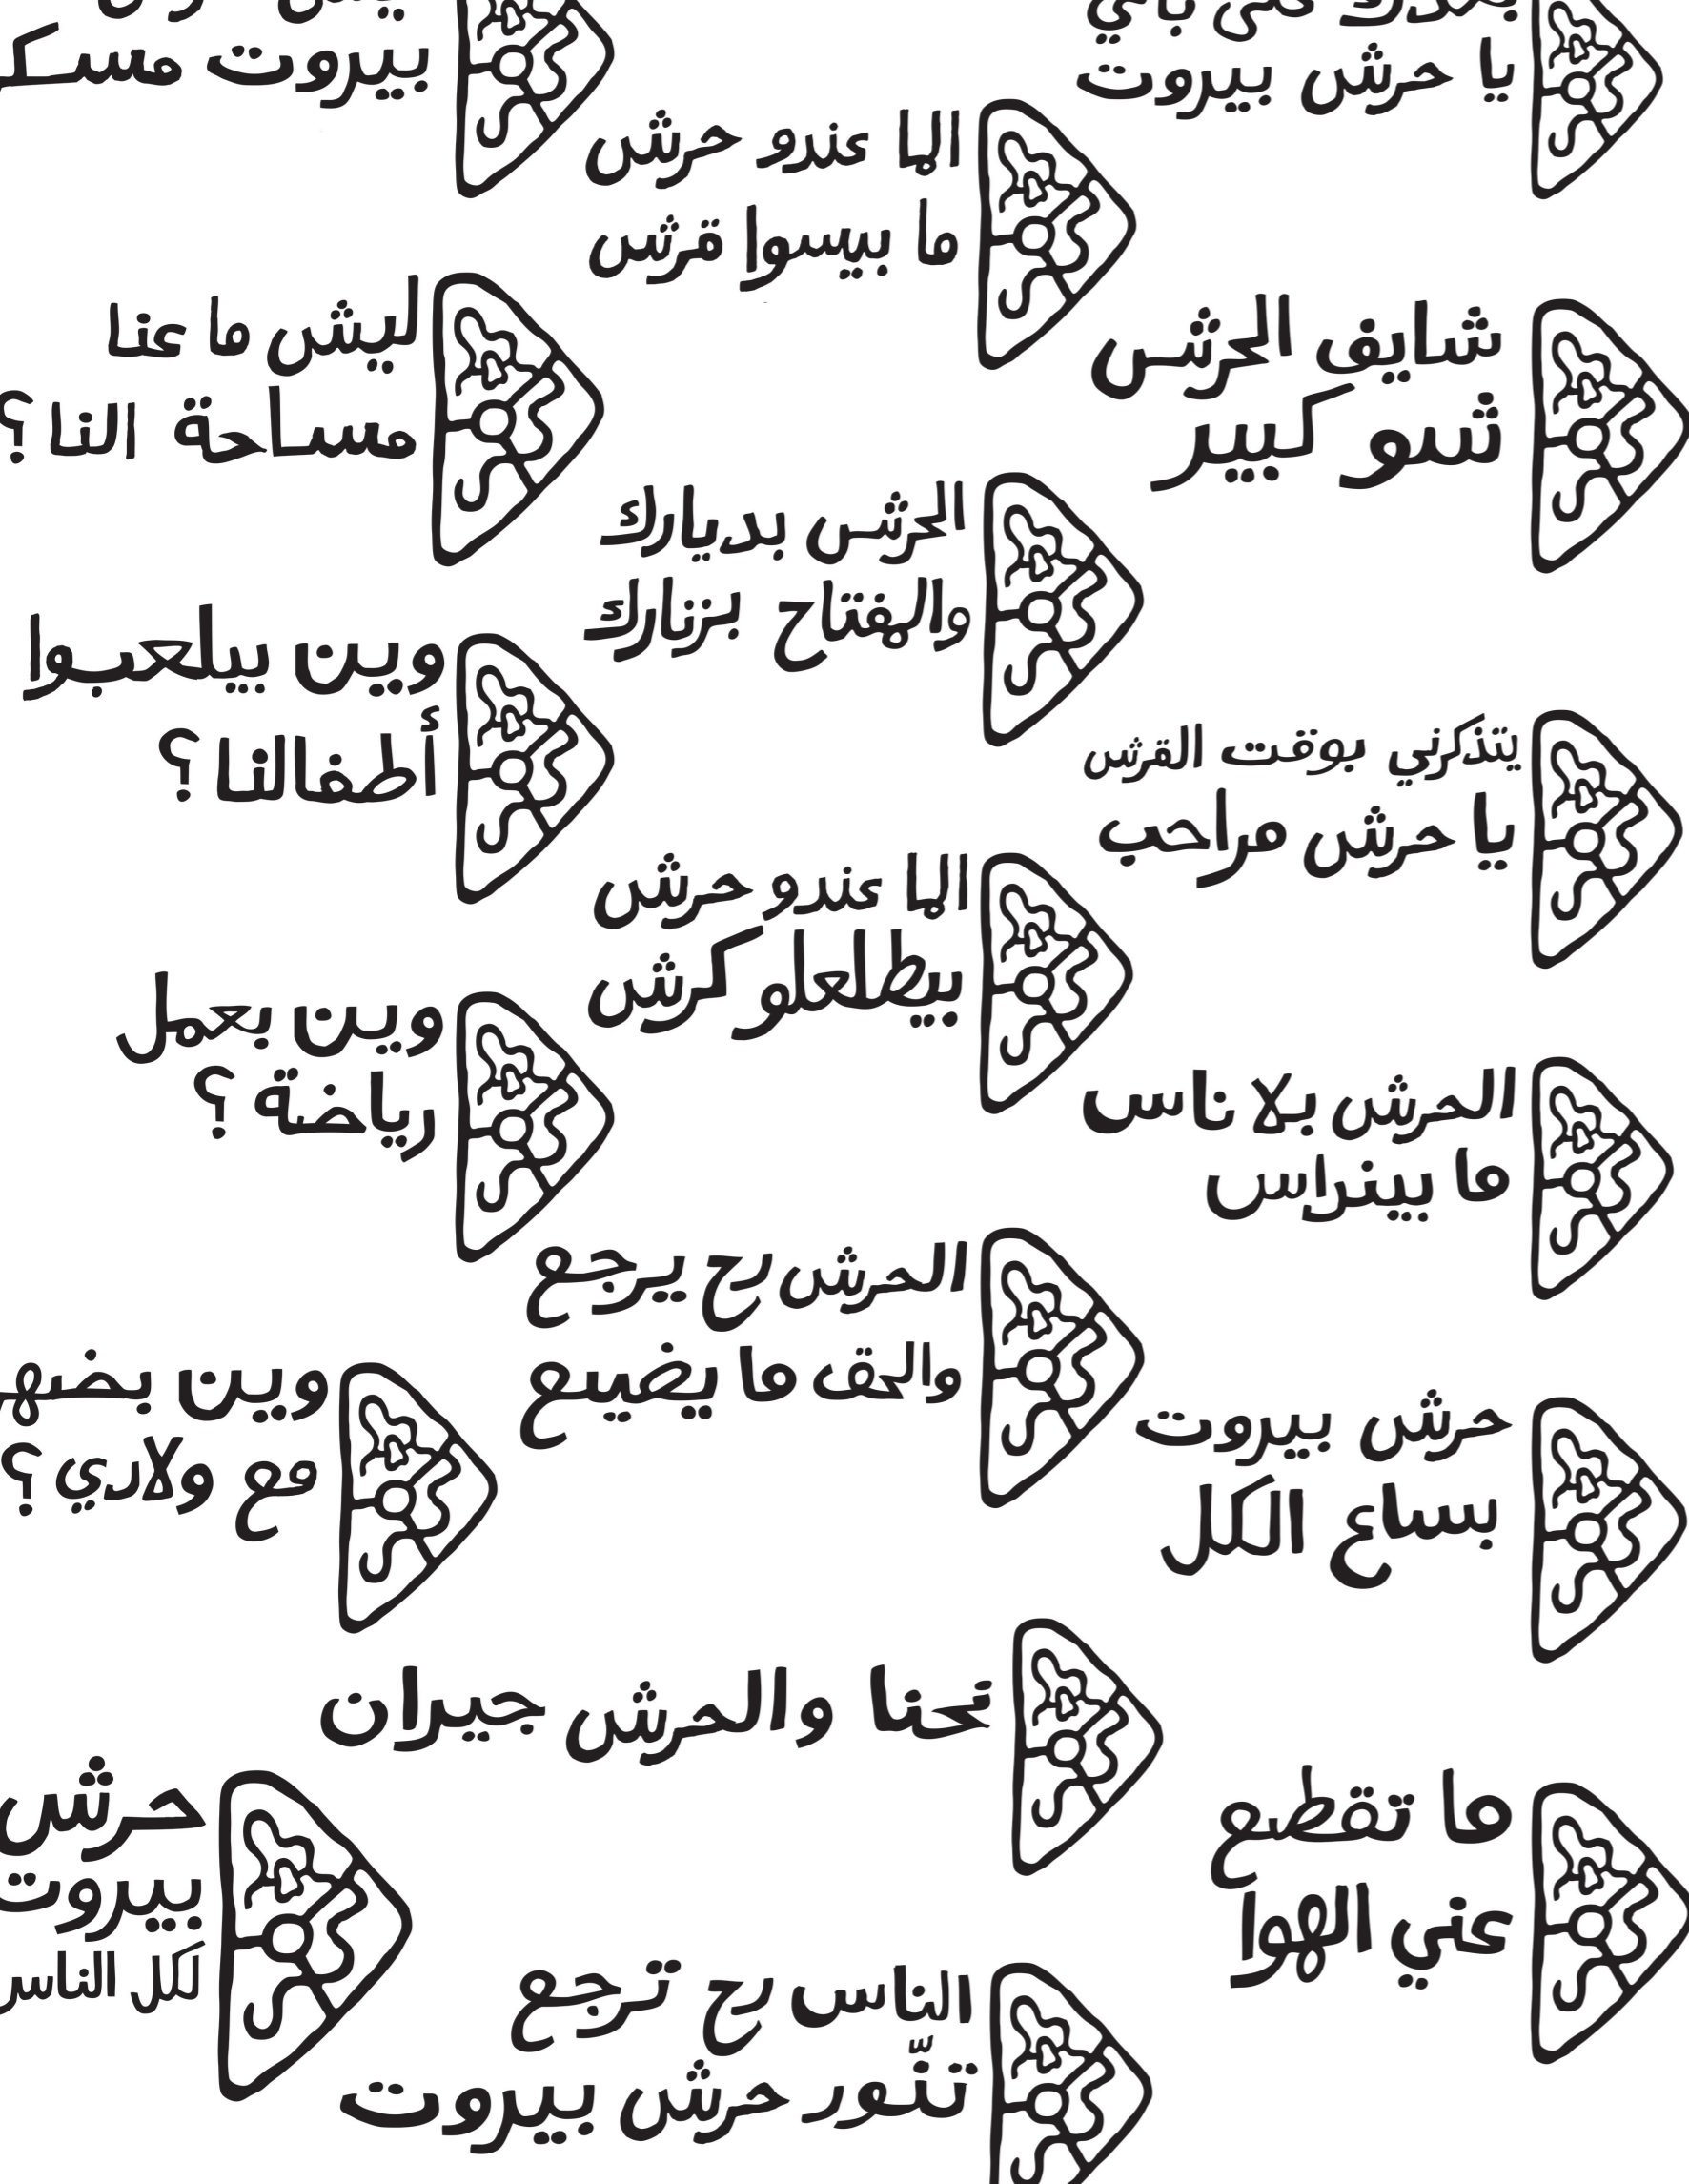 يا حرش بيروت
شايف الحرش
شو كبير
يتذكرني بوقت القرش
يا حرش مراحب
الحرش بلا ناس
ما بينداس
حرش بيروت
بساع الكل
ما تقطع
عني الهوا
الما عندو حرش
ما بيسوا قرش
الحرش بديارك
والمفتاح بزنارك
الما عندو حرش
بيطلعلو كرش
الحرش رح يرجع
والحق ما يضيع
نحنا والحرش جيران
الناس رح ترجع
تنّور حرش بيروت
بيروت
ليش ما عنا
مساحة النا؟
وين بيلعبوا
أطفالنا؟
وين بعمل
رياضة؟
وين
مع ولادي؟
حرش
بيروت
لكل الناس